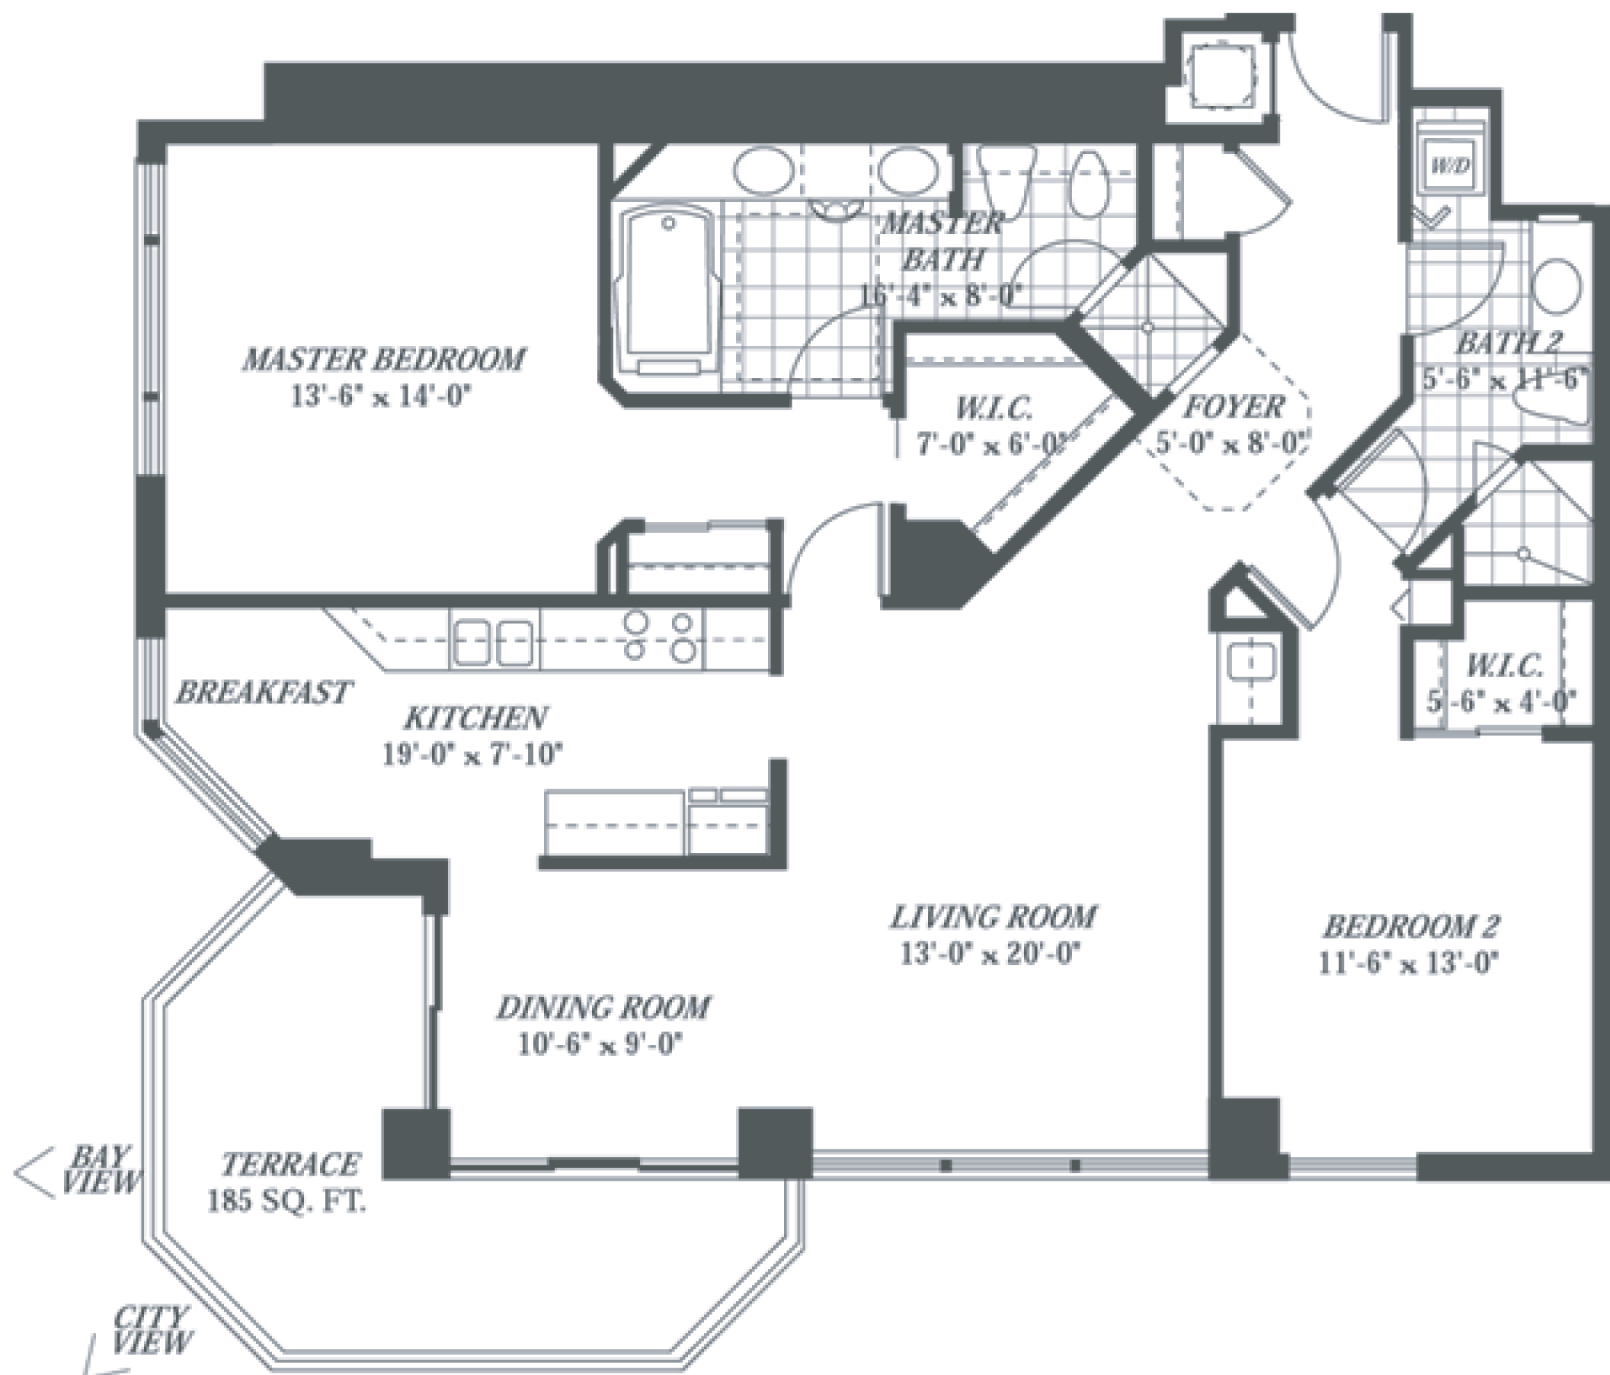 W/D
MASTER
BATH
16'-4" x 8'-0"
MASTER BEDROOM
13'-6" x 14'-0"
BATH 2
5'-6" x 11'-6"
W.I.C.
7'-0" x 6'-0"
FOYER
5'-0" x 8'-0"
BREAKFAST
KITCHEN
19'-0" x 7'-10"
W.I.C.
5'-6" x 4'-0"
LIVING ROOM
13'-0" x 20'-0"
BEDROOM 2
11'-6" x 13'-0"
DINING ROOM
10'-6" x 9'-0"
BAY
VIEW
TERRACE
185 SQ. FT.
CITY
VIEW